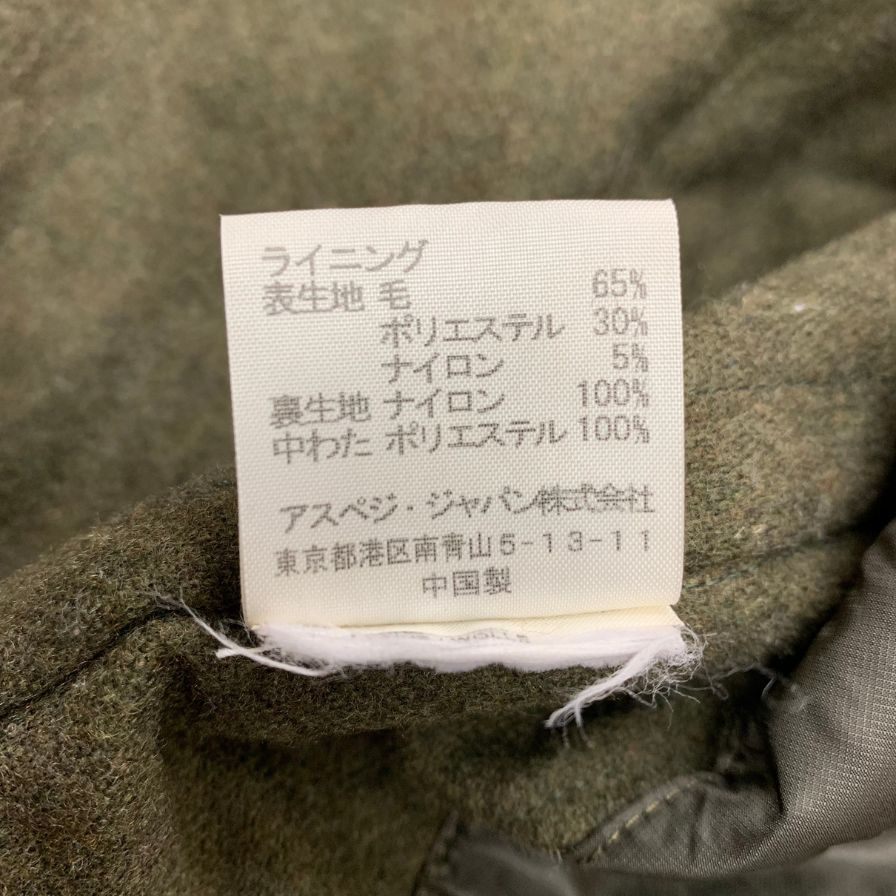 ライニング
表生地 毛 65%
ポリエステル 30%
ナイロン 5%
裏生地 ナイロン 100%
中わた ポリエステル 100%
アスペジ・ジャパン株式会社
東京都港区南青山5-13-11
中国製